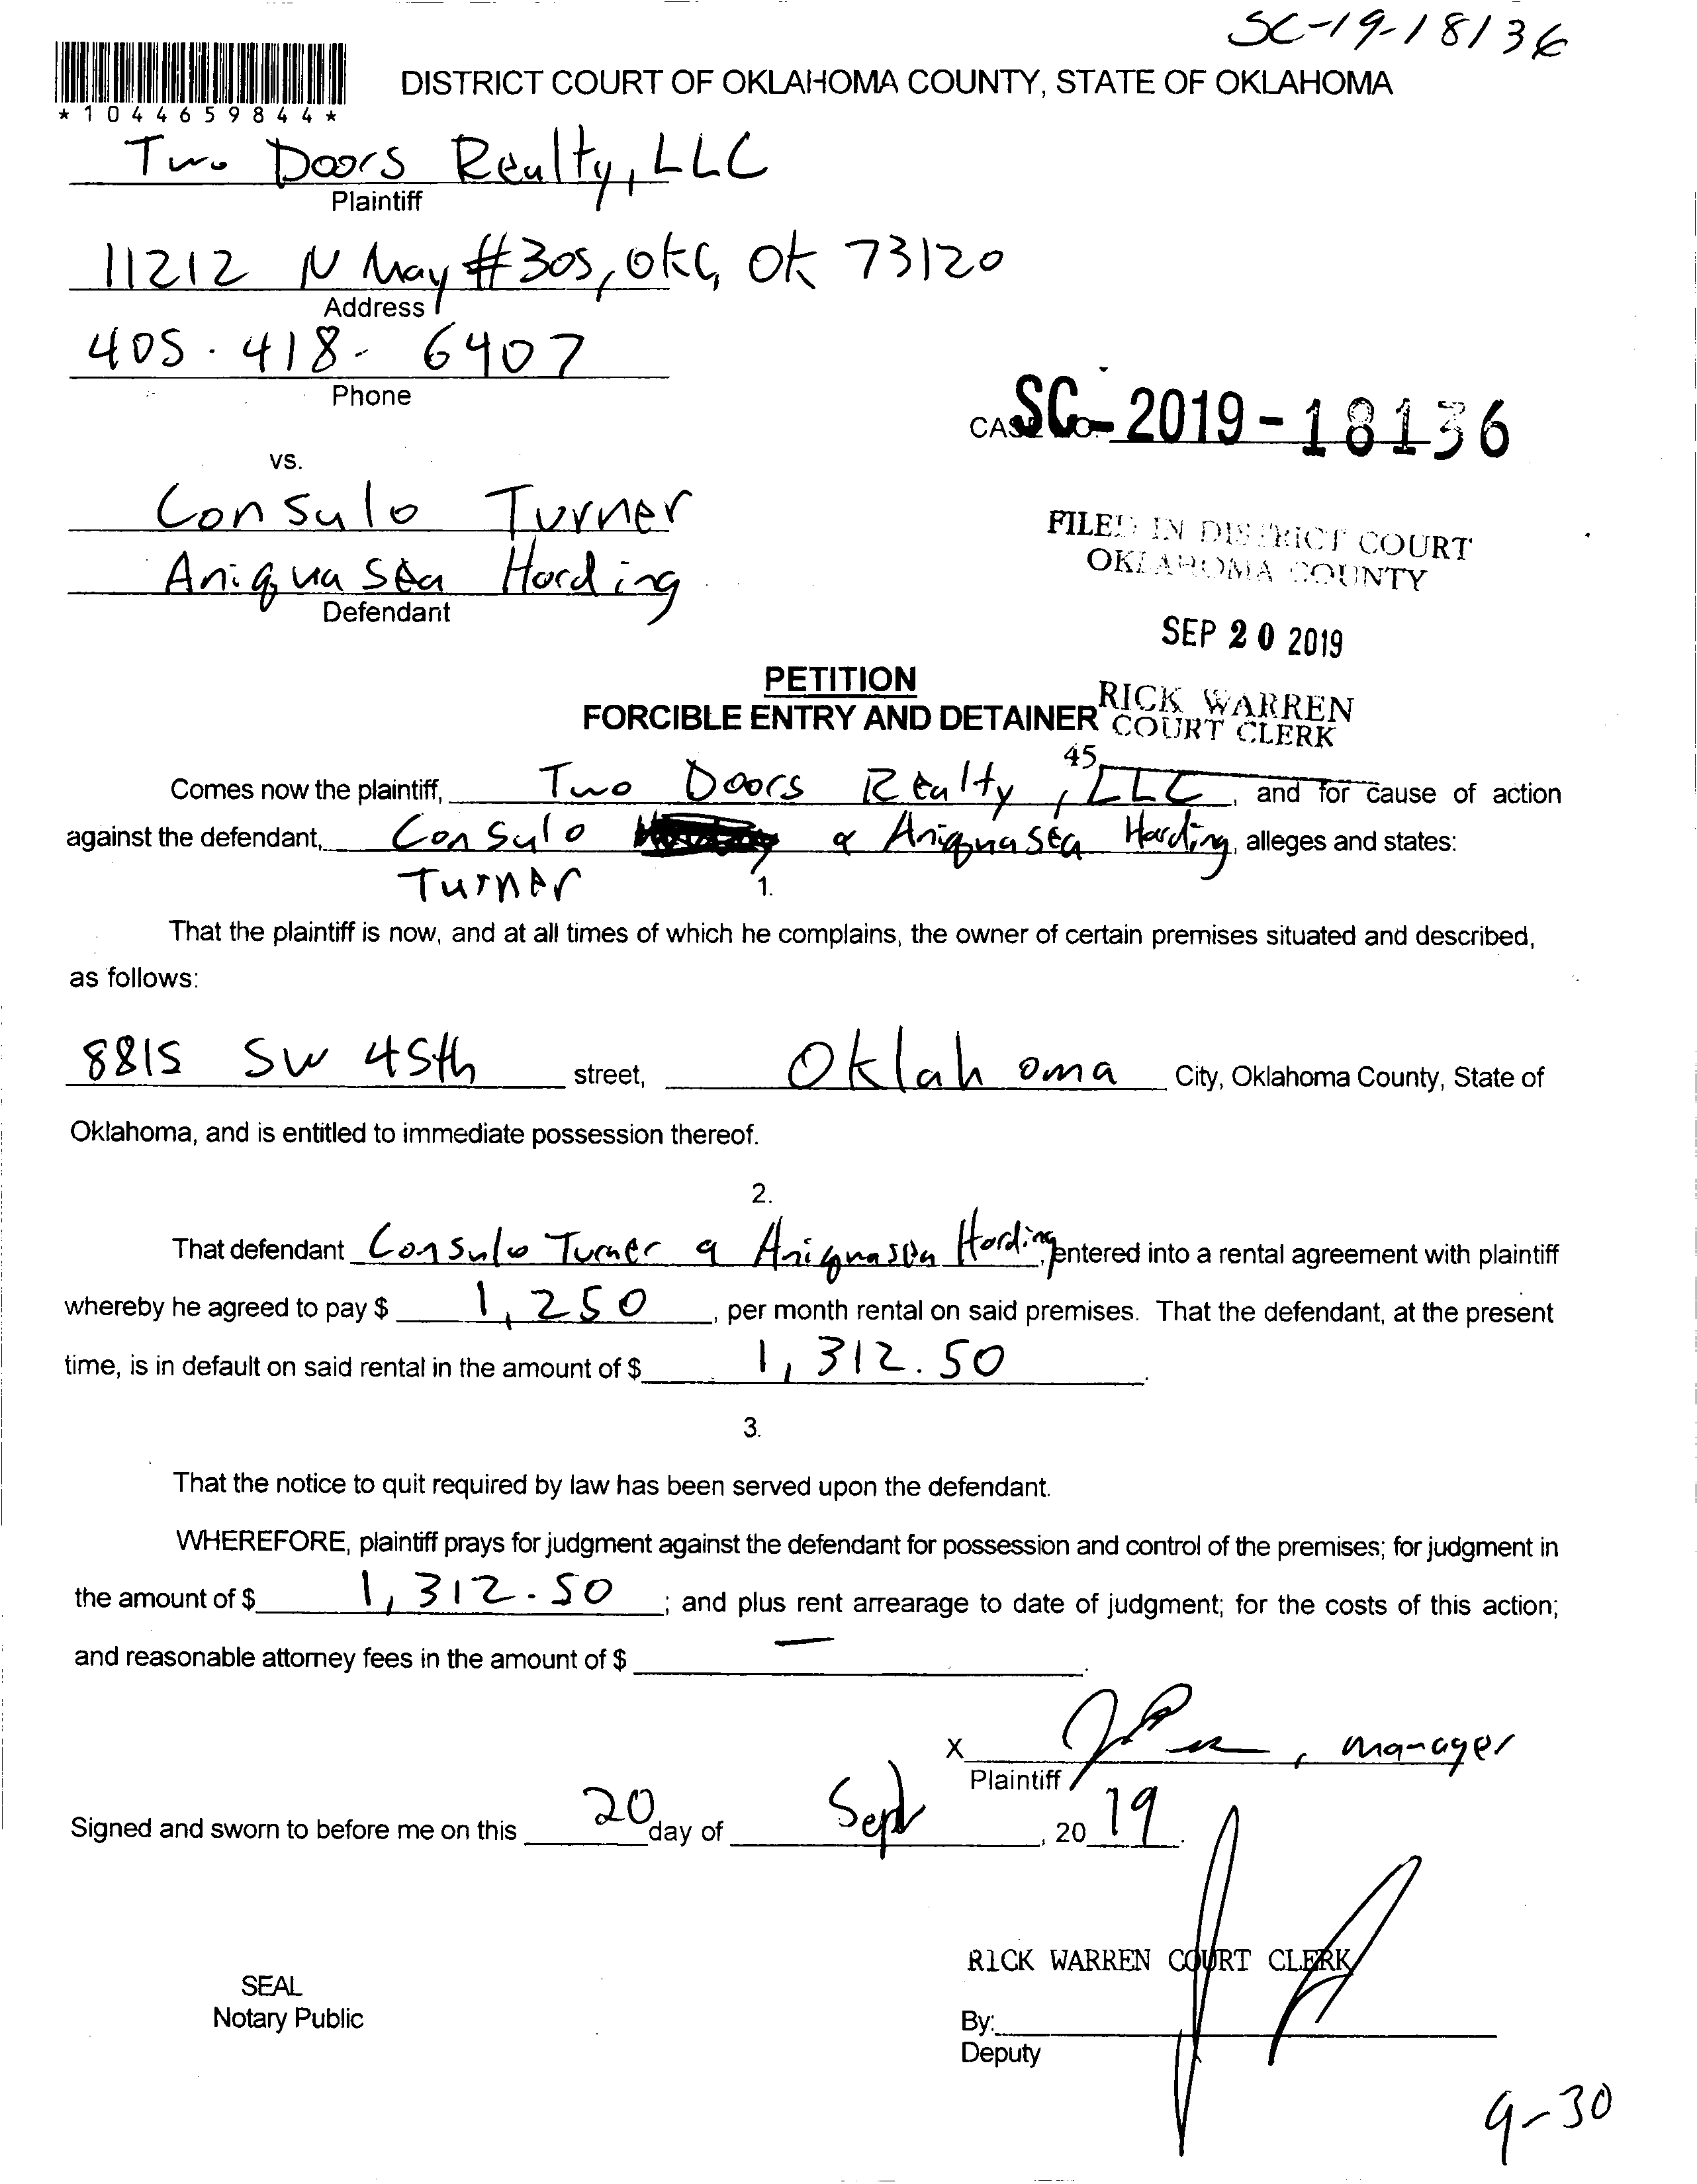 SC-19-18136
DISTRICT COURT OF OKLAHOMA COUNTY, STATE OF OKLAHOMA
*1044659844*
Two Doors Realty, LLC
Plaintiff
11212 N May #305, OKC, OK 73120
Address
405-418-6407
Phone
SC-2019-18136
vs.
Consulo Turner
Aniquasea Harding
Defendant
FILED IN DISTRICT COURT
OKLAHOMA COUNTY
SEP 20 2019
PETITION
FORCIBLE ENTRY AND DETAINER
RICK WARREN
COURT CLERK
45
Comes now the plaintiff, Two Doors Realty, LLC, and for cause of action
against the defendant, Consulo & Aniquasea Harding, alleges and states:
Turner
1.
That the plaintiff is now, and at all times of which he complains, the owner of certain premises situated and described,
as follows:
8815 SW 45th street, Oklahoma City, Oklahoma County, State of
Oklahoma, and is entitled to immediate possession thereof.
2.
That defendant Consulo Turner & Aniquasea Harding, entered into a rental agreement with plaintiff
whereby he agreed to pay $ 1,250, per month rental on said premises. That the defendant, at the present
time, is in default on said rental in the amount of $ 1,312.50.
3.
That the notice to quit required by law has been served upon the defendant.
WHEREFORE, plaintiff prays for judgment against the defendant for possession and control of the premises; for judgment in
the amount of $ 1,312.50; and plus rent arrearage to date of judgment; for the costs of this action;
and reasonable attorney fees in the amount of $ —.
X , manager
Plaintiff
Signed and sworn to before me on this 20 day of Sept, 2019.
RICK WARREN COURT CLERK
SEAL
Notary Public
By:
Deputy
9-30